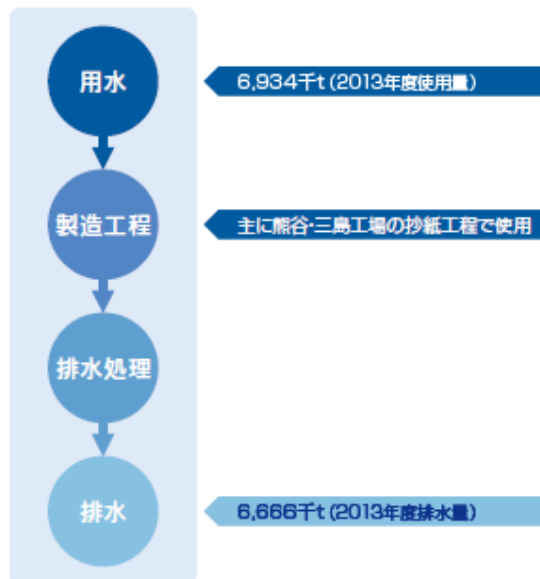 用水
6,934千t (2013年度使用量)
製造工程
主に熊谷・三島工場の抄紙工程で使用
排水処理
排水
6,666千t (2013年度排水量)